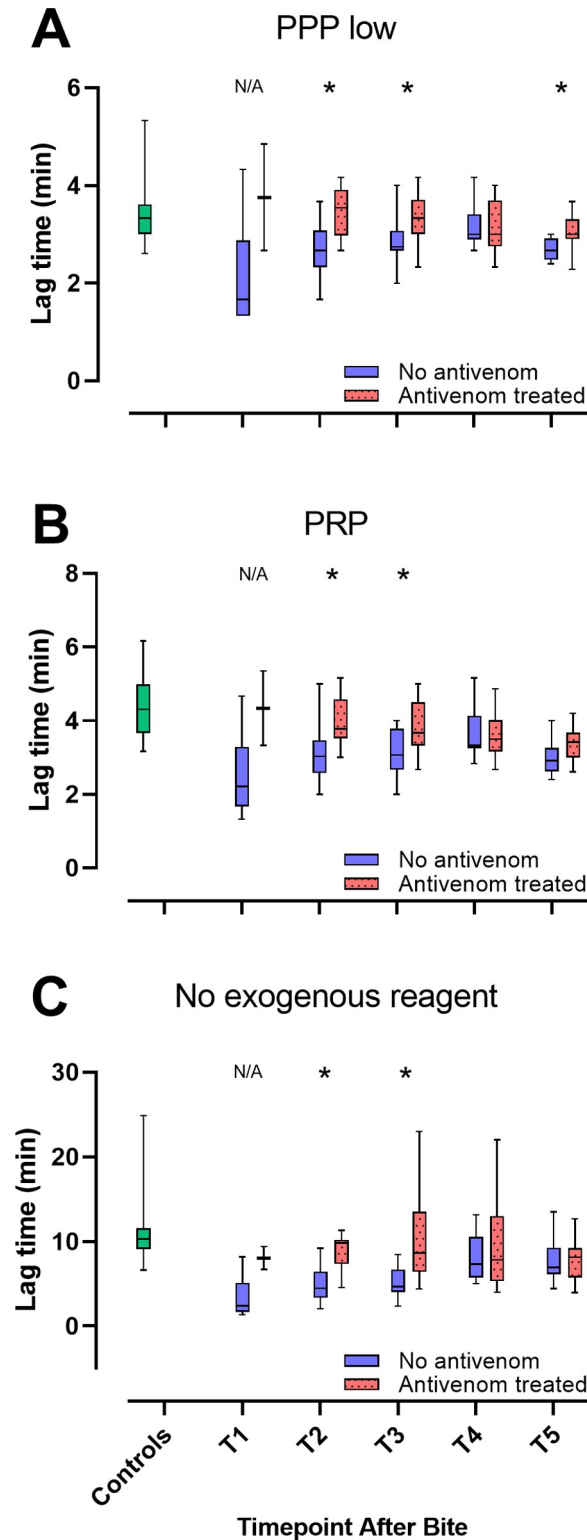 A
PPP low
N/A * * *
6
4
2
0
Lag time (min)
No antivenom
Antivenom treated
B
PRP
N/A * *
8
6
4
2
0
Lag time (min)
No antivenom
Antivenom treated
C
No exogenous reagent
N/A * *
30
20
10
0
Lag time (min)
No antivenom
Antivenom treated
Controls T1 T2 T3 T4 T5
Timepoint After Bite